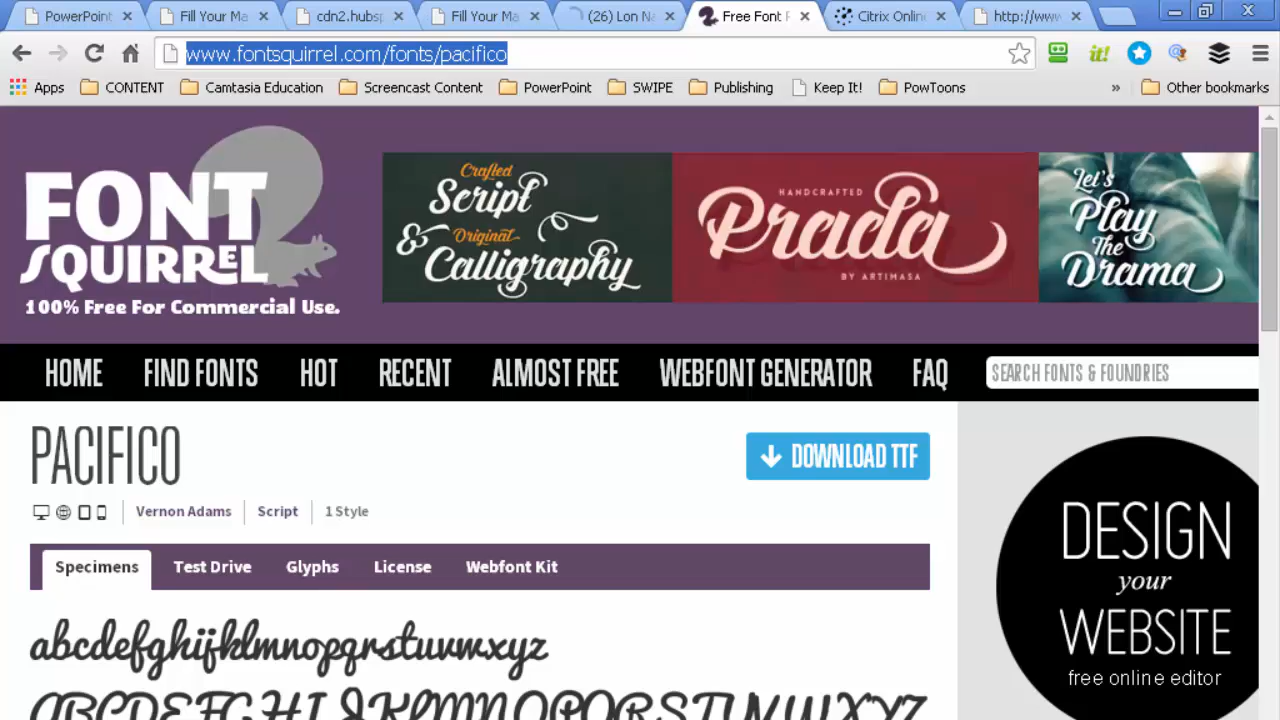 PowerPoint
Fill Your Ma
cdn2.hubsp
Fill Your Ma
(26) Lon Na
Free Font P
Citrix Online
http://www
www.fontsquirrel.com/fonts/pacifico
it!
Apps
CONTENT
Camtasia Education
Screencast Content
PowerPoint
SWIPE
Publishing
Keep It!
PowToons
»
Other bookmarks
FONT
SQUIRREL
100% Free For Commercial Use.
Crafted
Script
& Original
Calligraphy
HANDCRAFTED
Prada
BY ARTIMASA
Let's
Play
The
Drama
HOME
FIND FONTS
HOT
RECENT
ALMOST FREE
WEBFONT GENERATOR
FAQ
SEARCH FONTS & FOUNDRIES
PACIFICO
DOWNLOAD TTF
Vernon Adams
Script
1 Style
Specimens
Test Drive
Glyphs
License
Webfont Kit
abcdefghijklmnopqrstuvwxyz
ABCDEFGHIJKLMNOPQRSTUVWXYZ
DESIGN
your
WEBSITE
free online editor